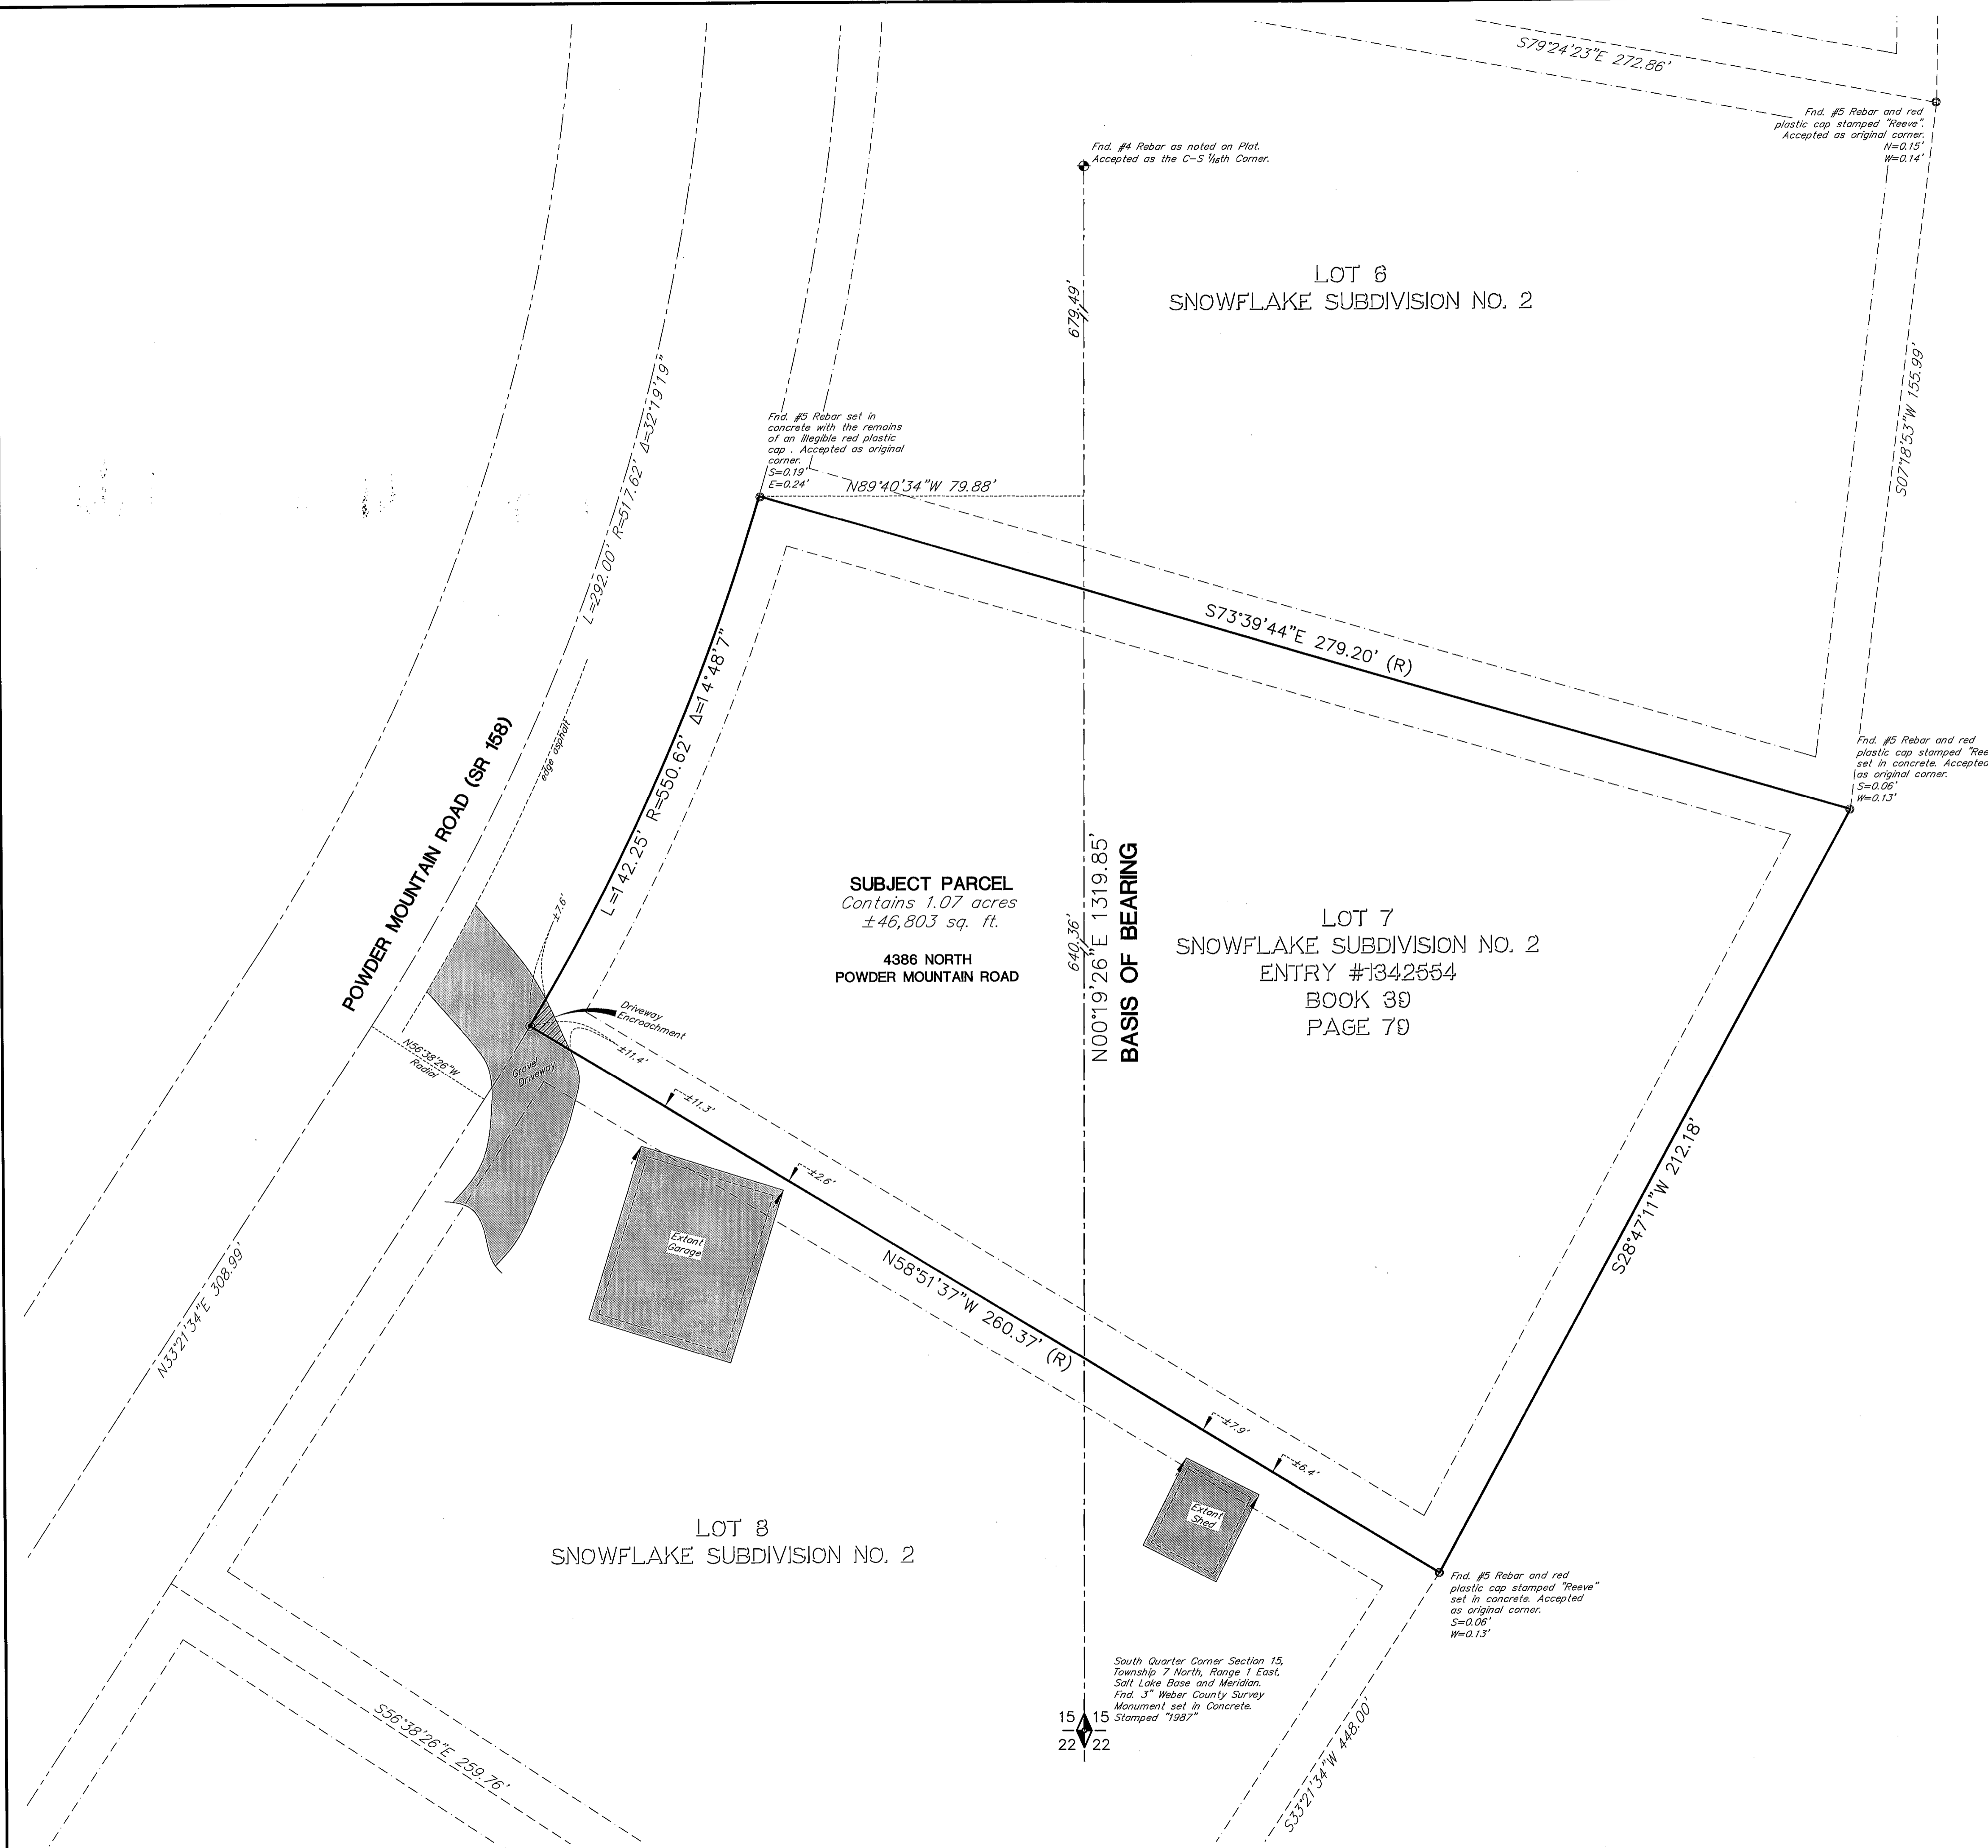 S79°24'23"E 272.86'
Fnd. #5 Rebar and red
plastic cap stamped "Reeve".
Accepted as original corner.
N=0.15'
W=0.14'
Fnd. #4 Rebar as noted on Plat.
Accepted as the C-S 1/16th Corner.
679.49'
LOT 6
SNOWFLAKE SUBDIVISION NO. 2
S07°18'53"W 155.99'
L=292.00' R=517.62' Δ=32°19'19"
Fnd. #5 Rebar set in
concrete with the remains
of an illegible red plastic
cap . Accepted as original
corner.
S=0.19'
E=0.24'
N89°40'34"W 79.88'
S73°39'44"E 279.20' (R)
L=142.25' R=550.62' Δ=14°48'7"
edge asphalt
POWDER MOUNTAIN ROAD (SR 158)
Fnd. #5 Rebar and red
plastic cap stamped "Ree
set in concrete. Accepted
as original corner.
S=0.06'
W=0.13'
SUBJECT PARCEL
Contains 1.07 acres
±46,803 sq. ft.
4386 NORTH
POWDER MOUNTAIN ROAD
640.36'
N00°19'26"E 1319.85'
BASIS OF BEARING
LOT 7
SNOWFLAKE SUBDIVISION NO. 2
ENTRY #1342554
BOOK 39
PAGE 79
±7.6'
Driveway
Encroachment
±11.4'
N56°38'26"W
Radial
Gravel
Driveway
±11.3'
±2.6'
Extant
Garage
N58°51'37"W 260.37' (R)
S28°47'11"W 212.18'
N33°21'34"E 308.99'
±7.9'
±6.4'
Extant
Shed
LOT 8
SNOWFLAKE SUBDIVISION NO. 2
Fnd. #5 Rebar and red
plastic cap stamped "Reeve"
set in concrete. Accepted
as original corner.
S=0.06'
W=0.13'
South Quarter Corner Section 15,
Township 7 North, Range 1 East,
Salt Lake Base and Meridian.
Fnd. 3" Weber County Survey
Monument set in Concrete.
Stamped "1987"
15 15
22 22
S56°38'26"E 259.76'
S33°21'34"W 448.00'